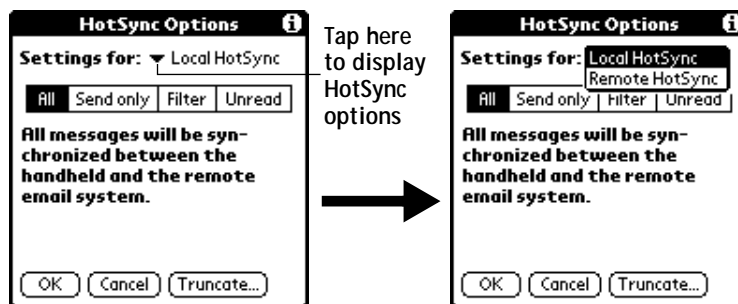 HotSync Options i
Settings for: Local HotSync
All Send only Filter Unread
All messages will be syn-
chronized between the
handheld and the remote
email system.
OK Cancel Truncate...
Tap here
to display
HotSync
options
HotSync Options i
Settings for: Local HotSync
Remote HotSync
All Send only Filter Unread
All messages will be syn-
chronized between the
handheld and the remote
email system.
OK Cancel Truncate...